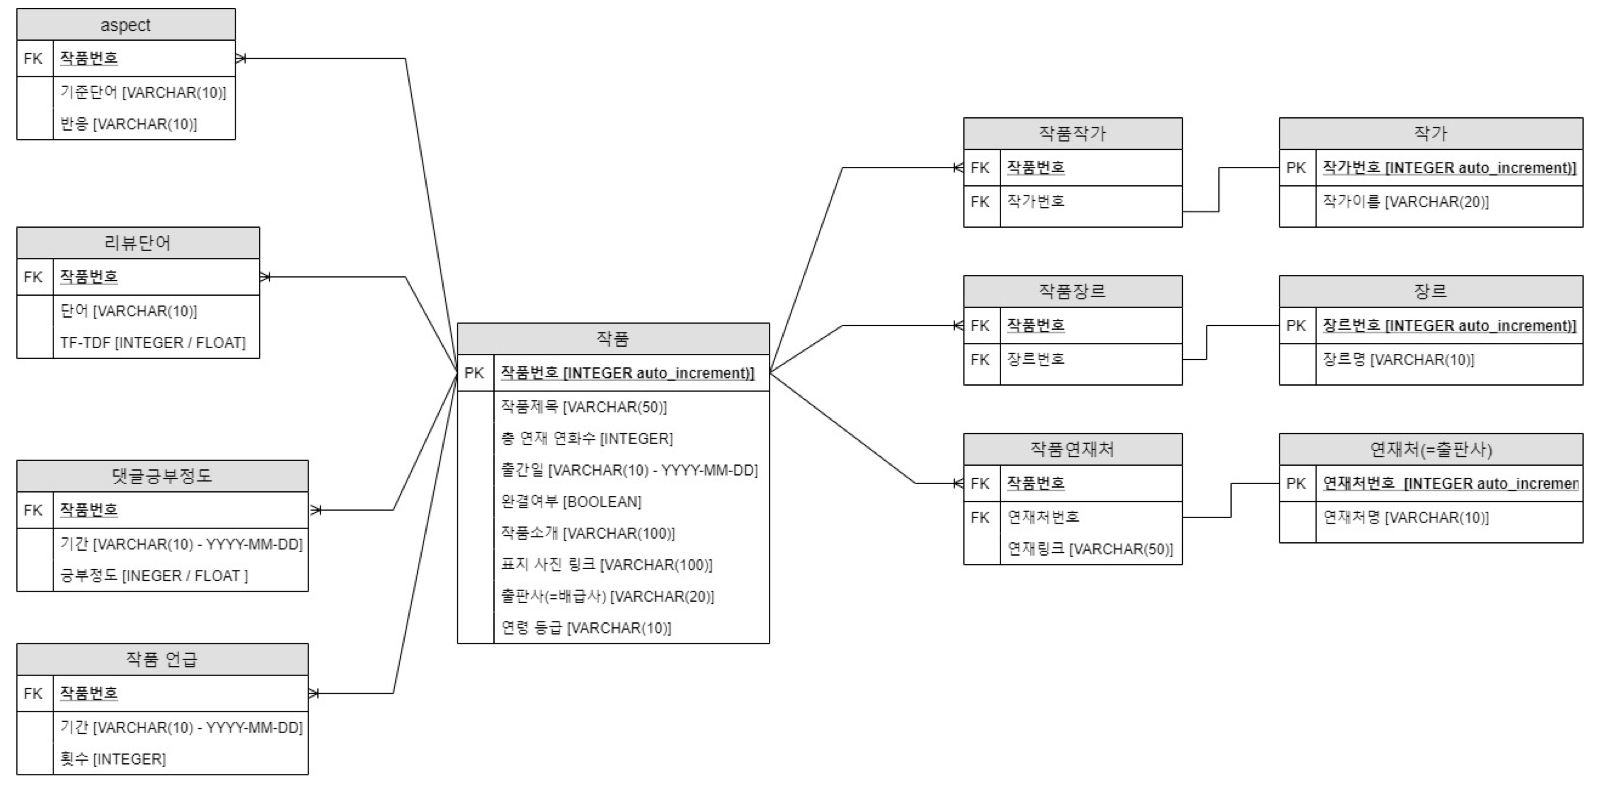 aspect
FK 작품번호
기준단어 [VARCHAR(10)]
반응 [VARCHAR(10)]
리뷰단어
FK 작품번호
단어 [VARCHAR(10)]
TF-TDF [INTEGER / FLOAT]
댓글긍부정도
FK 작품번호
기간 [VARCHAR(10) - YYYY-MM-DD]
긍부정도 [INEGER / FLOAT ]
작품 언급
FK 작품번호
기간 [VARCHAR(10) - YYYY-MM-DD]
횟수 [INTEGER]
작품
PK 작품번호 [INTEGER auto_increment)]
작품제목 [VARCHAR(50)]
총 연재 연화수 [INTEGER]
출간일 [VARCHAR(10) - YYYY-MM-DD]
완결여부 [BOOLEAN]
작품소개 [VARCHAR(100)]
표지 사진 링크 [VARCHAR(100)]
출판사(=배급사) [VARCHAR(20)]
연령 등급 [VARCHAR(10)]
작품작가
FK 작품번호
FK 작가번호
작가
PK 작가번호 [INTEGER auto_increment)]
작가이름 [VARCHAR(20)]
작품장르
FK 작품번호
FK 장르번호
장르
PK 장르번호 [INTEGER auto_increment)]
장르명 [VARCHAR(10)]
작품연재처
FK 작품번호
FK 연재처번호
연재링크 [VARCHAR(50)]
연재처(=출판사)
PK 연재처번호 [INTEGER auto_incremen
연재처명 [VARCHAR(10)]